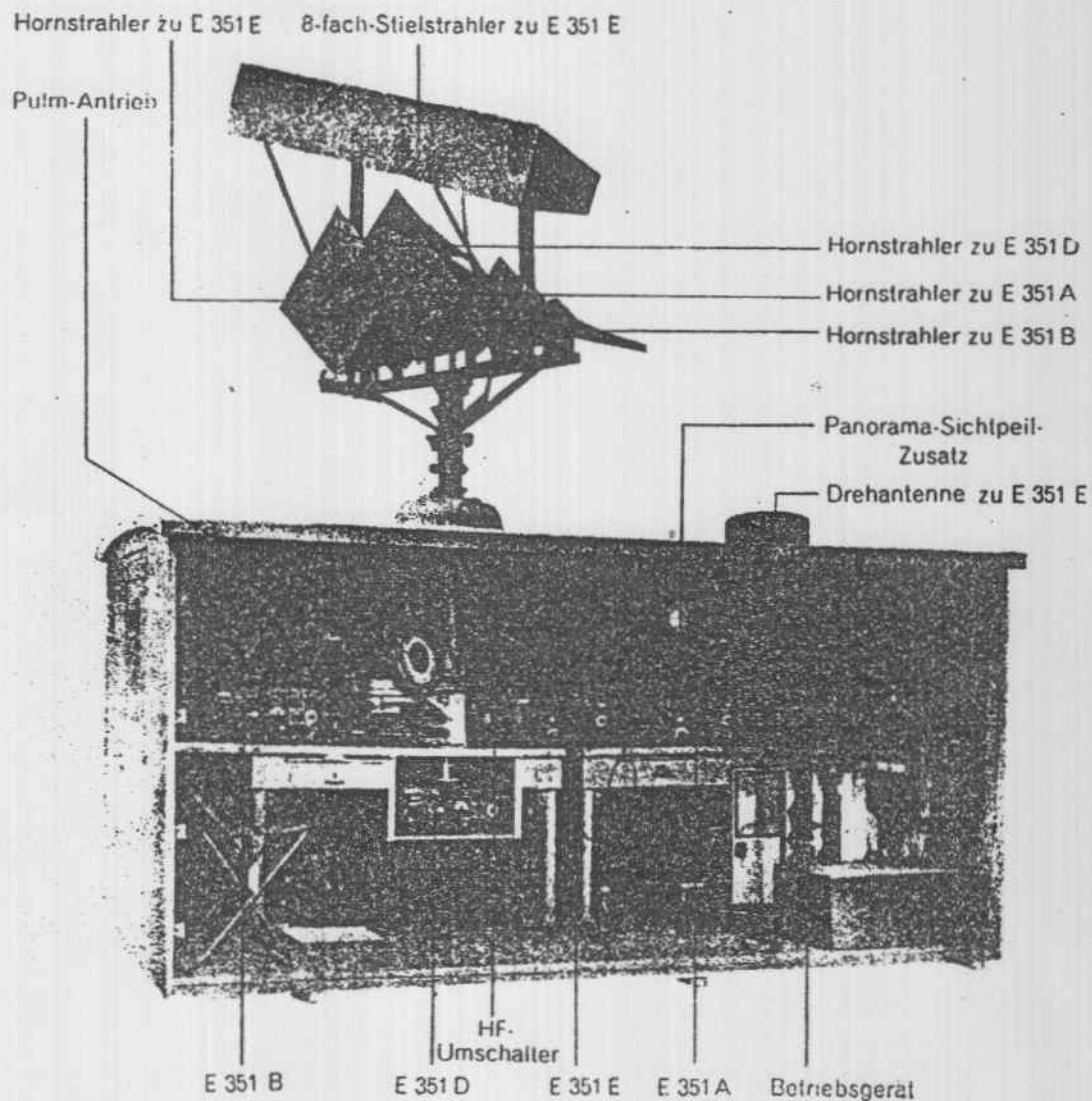 Hornstrahler zu E 351 E
8-fach-Stielstrahler zu E 351 E
Pulm-Antrieb
Hornstrahler zu E 351 D
Hornstrahler zu E 351 A
Hornstrahler zu E 351 B
Panorama-Sichtpeil-
Zusatz
Drehantenne zu E 351 E
HF-
Umschalter
E 351 B
E 351 D
E 351 E
E 351 A
Betriebsgerät